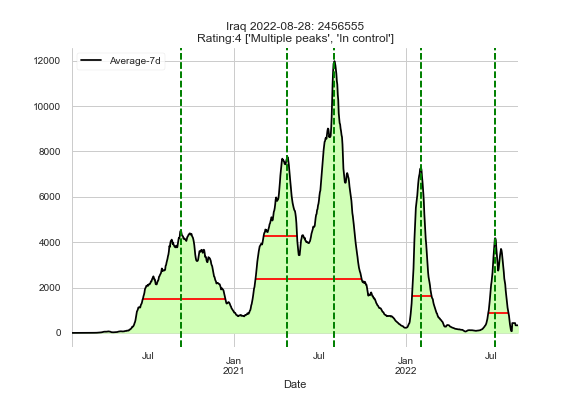 Iraq 2022-08-28: 2456555
Rating:4 ['Multiple peaks', 'In control']
Average-7d
12000
10000
8000
6000
4000
2000
0
Jul
Jan
2021
Jul
Jan
2022
Jul
Date